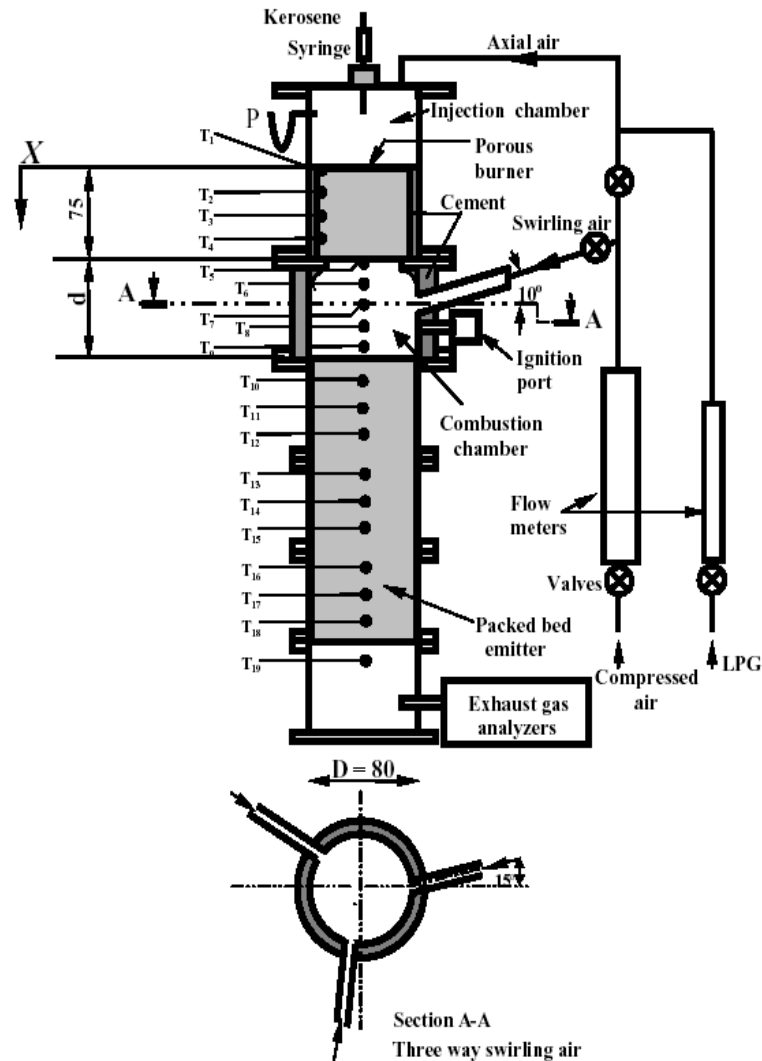 Kerosene
Syringe
Axial air
Injection chamber
P
T1
X
Porous
burner
T2
75
T3
Cement
T4
Swirling air
T5
T6
A
10º
A
d
T7
T8
T9
Ignition
port
T10
T11
Combustion
chamber
T12
T13
T14
Flow
meters
T15
T16
Valves
T17
T18
Packed bed
emitter
T19
LPG
Compressed
air
Exhaust gas
analyzers
D = 80
15º
Section A-A
Three way swirling air